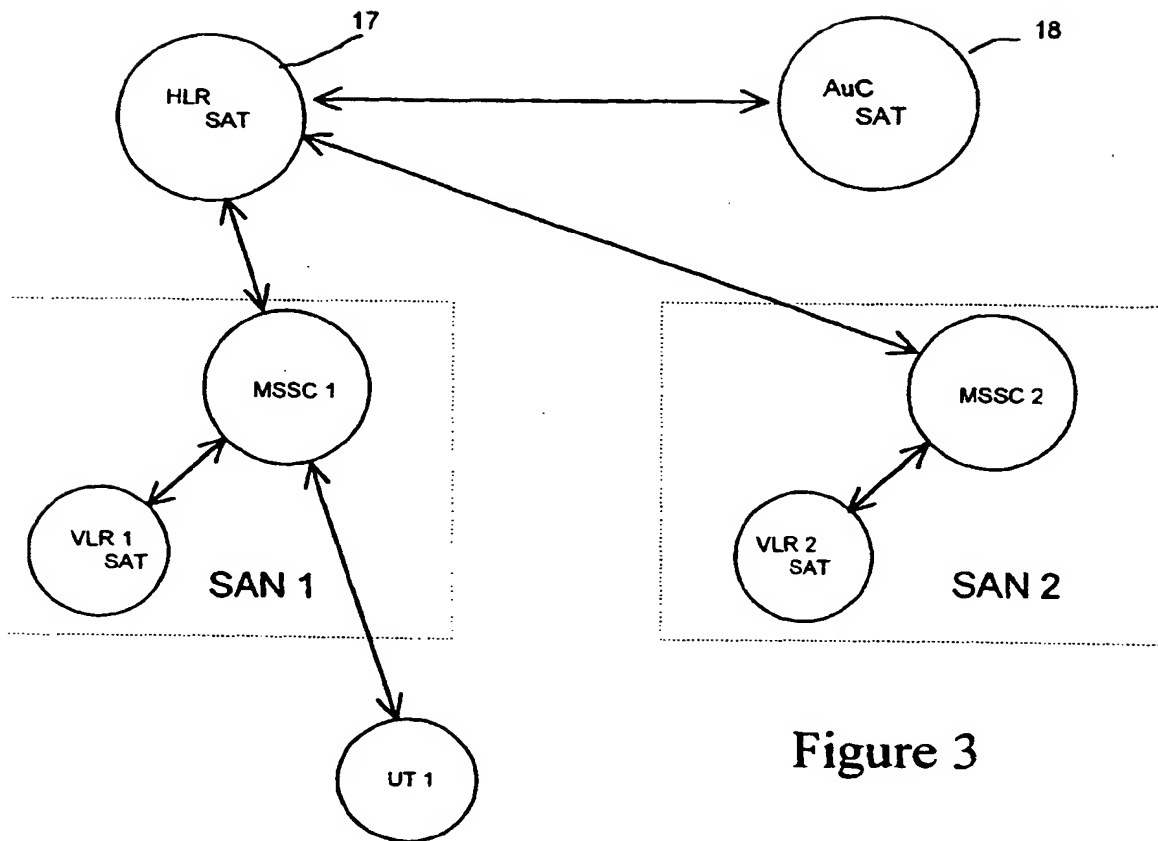 17
18
HLR
SAT
AuC
SAT
MSSC 1
MSSC 2
VLR 1
SAT
SAN 1
VLR 2
SAT
SAN 2
UT 1
Figure 3